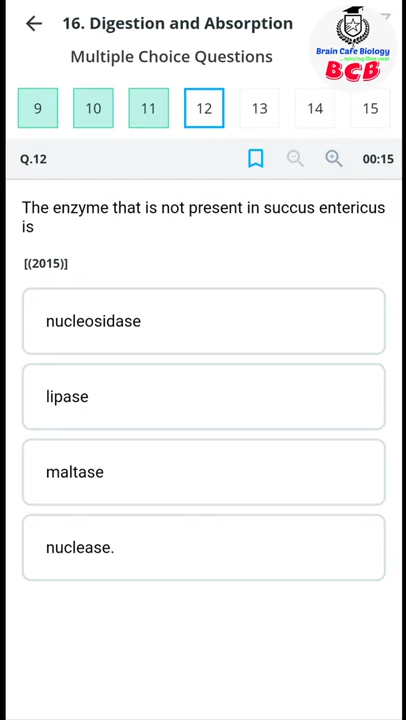 16. Digestion and Absorption
Multiple Choice Questions
Brain Cafe Biology
BCB
9 10 11 12 13 14 15
Q.12 00:15
The enzyme that is not present in succus entericus
is
[(2015)]
nucleosidase
lipase
maltase
nuclease.